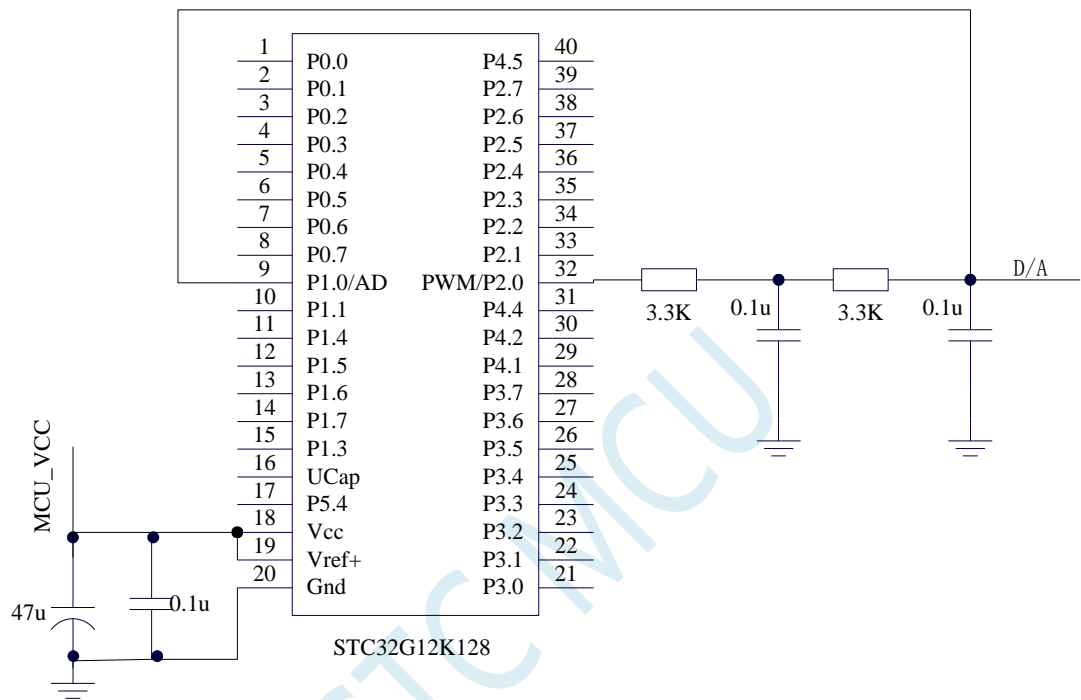 1 P0.0 P4.5 40
2 P0.1 P2.7 39
3 P0.2 P2.6 38
4 P0.3 P2.5 37
5 P0.4 P2.4 36
6 P0.5 P2.3 35
7 P0.6 P2.2 34
8 P0.7 P2.1 33
9 P1.0/AD PWM/P2.0 32
10 P1.1 P4.4 31
11 P1.4 P4.2 30
12 P1.5 P4.1 29
13 P1.6 P3.7 28
14 P1.7 P3.6 27
15 P1.3 P3.5 26
16 UCap P3.4 25
17 P5.4 P3.3 24
18 Vcc P3.2 23
19 Vref+ P3.1 22
20 Gnd P3.0 21
D/A
3.3K 0.1u 3.3K 0.1u
MCU_VCC
47u 0.1u
STC32G12K128
STC MCU